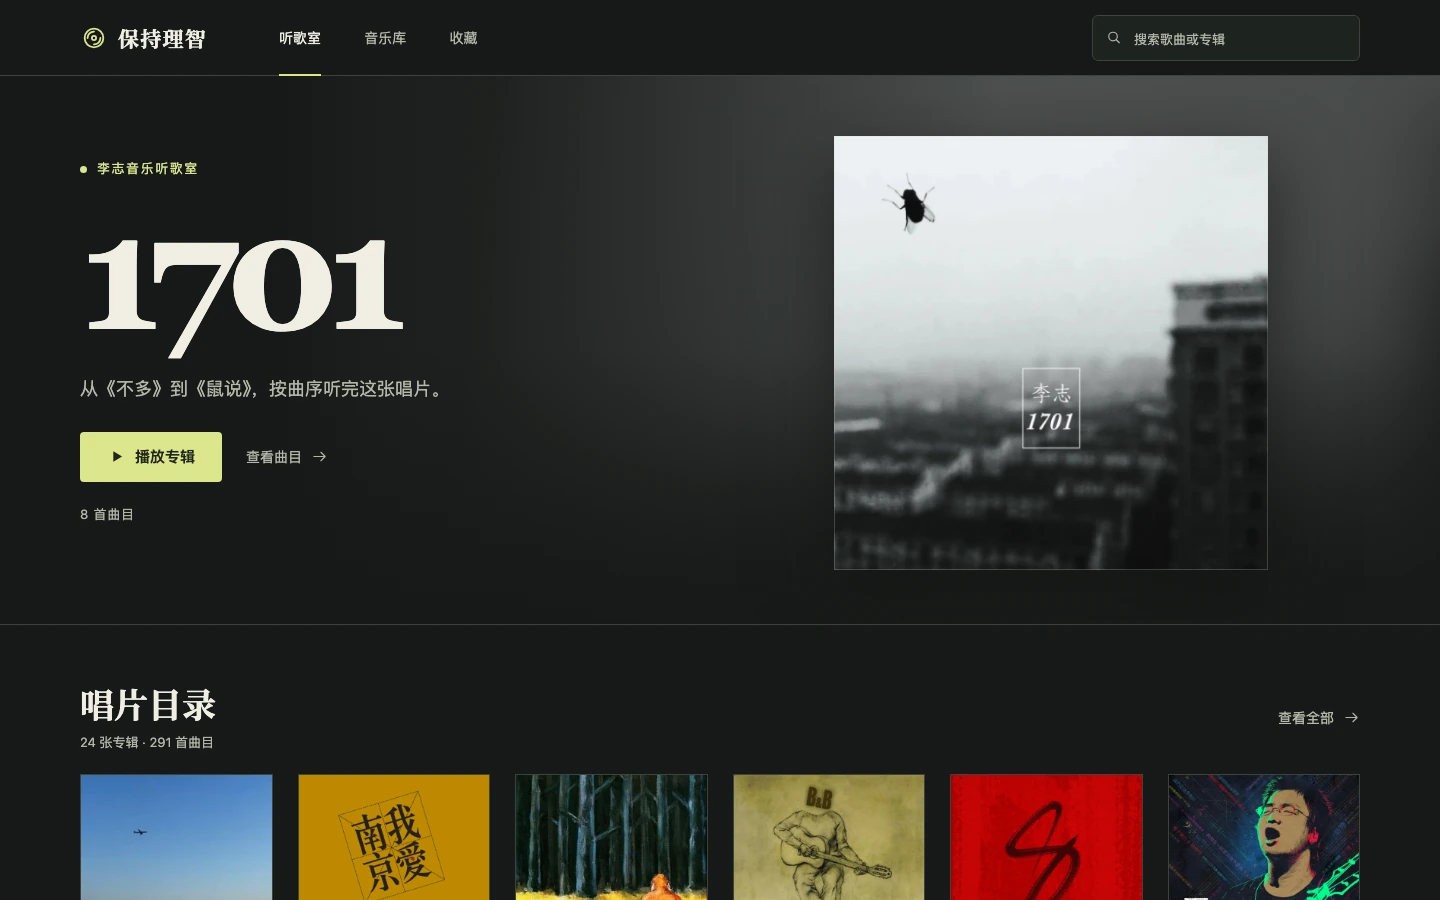 保持理智
听歌室
音乐库
收藏
搜索歌曲或专辑
李志音乐听歌室
1701
从《不多》到《鼠说》，按曲序听完这张唱片。
播放专辑
查看曲目
8 首曲目
李志
1701
唱片目录
24 张专辑 · 291 首曲目
查看全部
南我
京愛
B&B